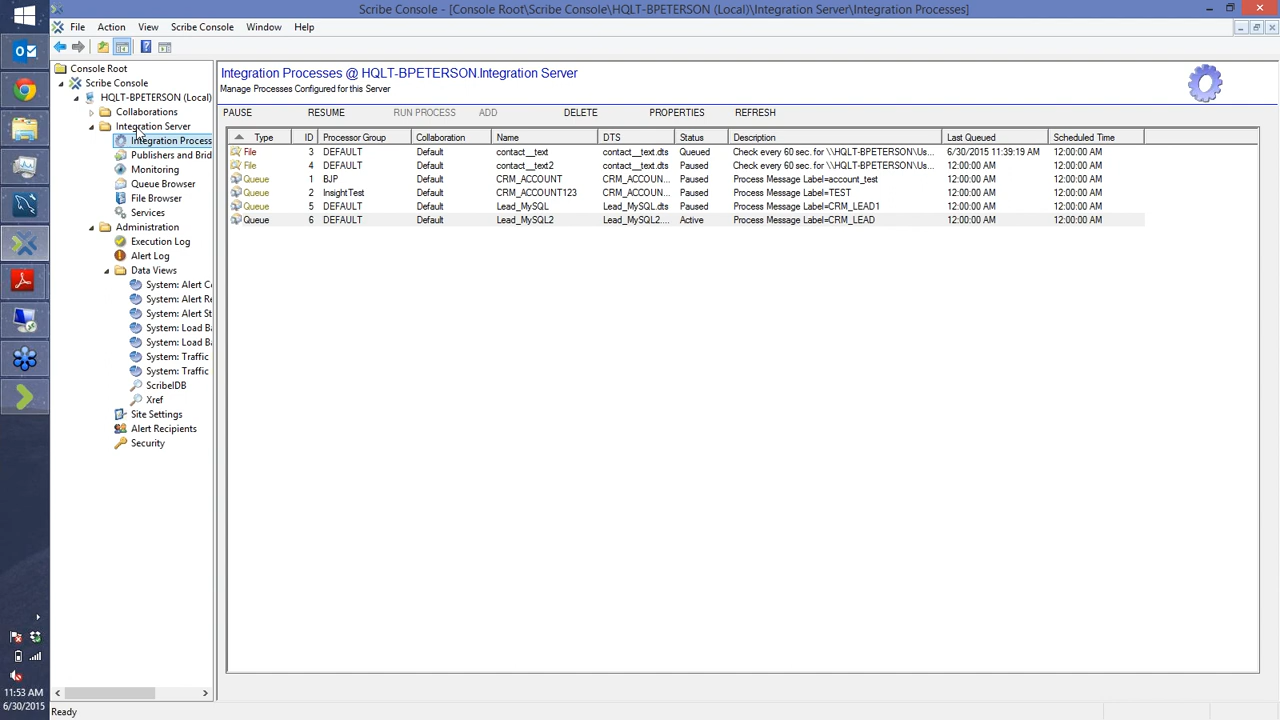 Scribe Console - [Console Root\Scribe Console\HQLT-BPETERSON (Local)\Integration Server\Integration Processes]
File Action View Scribe Console Window Help
Console Root
Scribe Console
HQLT-BPETERSON (Local)
Collaborations
Integration Server
Integration Process
Publishers and Brid
Monitoring
Queue Browser
File Browser
Services
Administration
Execution Log
Alert Log
Data Views
System: Alert C
System: Alert Re
System: Alert St
System: Load Ba
System: Load Ba
System: Traffic
System: Traffic
ScribeIDB
Xref
Site Settings
Alert Recipients
Security
Integration Processes @ HQLT-BPETERSON.Integration Server
Manage Processes Configured for this Server
PAUSE RESUME RUN PROCESS ADD DELETE PROPERTIES REFRESH
Type ID Processor Group Collaboration Name DTS Status Description Last Queued Scheduled Time
File 3 DEFAULT Default contact__text contact__text.dts Queued Check every 60 sec. for \\HQLT-BPETERSON\Us... 6/30/2015 11:39:19 AM 12:00:00 AM
File 4 DEFAULT Default contact__text2 contact__text.dts Paused Check every 60 sec. for \\HQLT-BPETERSON\Us... 12:00:00 AM 12:00:00 AM
Queue 1 BJP Default CRM_ACCOUNT CRM_ACCOUN... Paused Process Message Label=account_test 12:00:00 AM 12:00:00 AM
Queue 2 InsightTest Default CRM_ACCOUNT123 CRM_ACCOUN... Paused Process Message Label=TEST 12:00:00 AM 12:00:00 AM
Queue 5 DEFAULT Default Lead_MySQL Lead_MySQL.dts Paused Process Message Label=CRM_LEAD1 12:00:00 AM 12:00:00 AM
Queue 6 DEFAULT Default Lead_MySQL2 Lead_MySQL2.... Active Process Message Label=CRM_LEAD 12:00:00 AM 12:00:00 AM
11:53 AM
6/30/2015
Ready